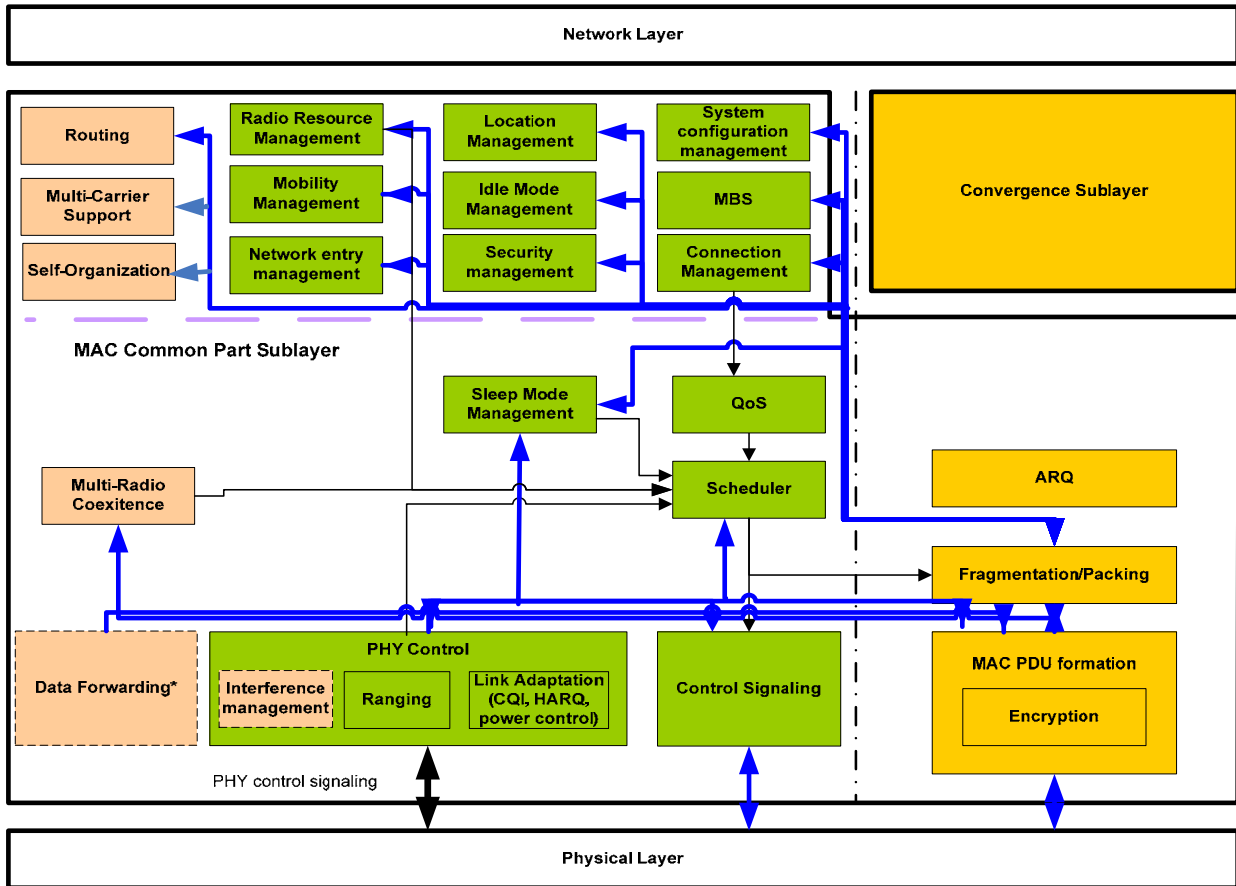 Network Layer
Routing
Radio Resource
Management
Location
Management
System
configuration
management
Convergence Sublayer
Multi-Carrier
Support
Mobility
Management
Idle Mode
Management
MBS
Self-Organization
Network entry
management
Security
management
Connection
Management
MAC Common Part Sublayer
Sleep Mode
Management
QoS
Multi-Radio
Coexitence
Scheduler
ARQ
Fragmentation/Packing
Data Forwarding*
PHY Control
Interference
management
Ranging
Link Adaptation
(CQI, HARQ,
power control)
Control Signaling
MAC PDU formation
Encryption
PHY control signaling
Physical Layer